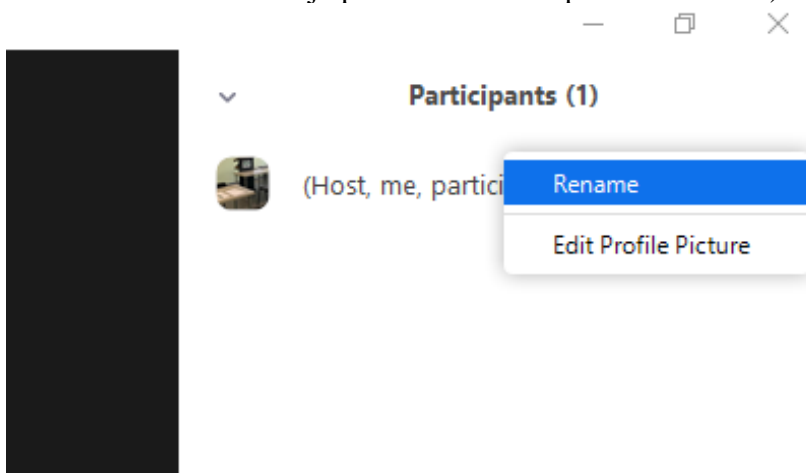 Participants (1)
(Host, me, partici
Rename
Edit Profile Picture